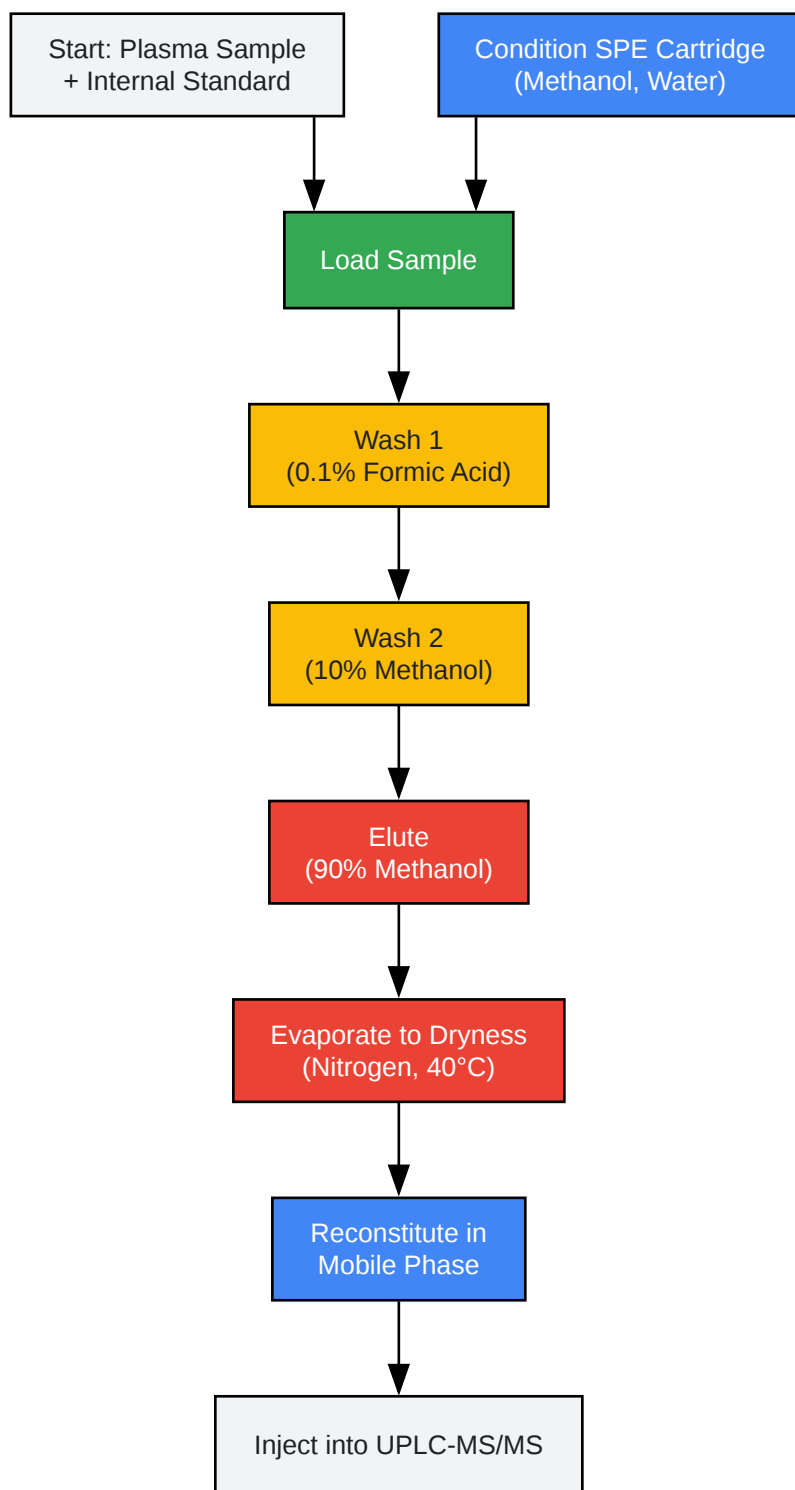 Start: Plasma Sample
+ Internal Standard
Condition SPE Cartridge
(Methanol, Water)
Load Sample
Wash 1
(0.1% Formic Acid)
Wash 2
(10% Methanol)
Elute
(90% Methanol)
Evaporate to Dryness
(Nitrogen, 40°C)
Reconstitute in
Mobile Phase
Inject into UPLC-MS/MS